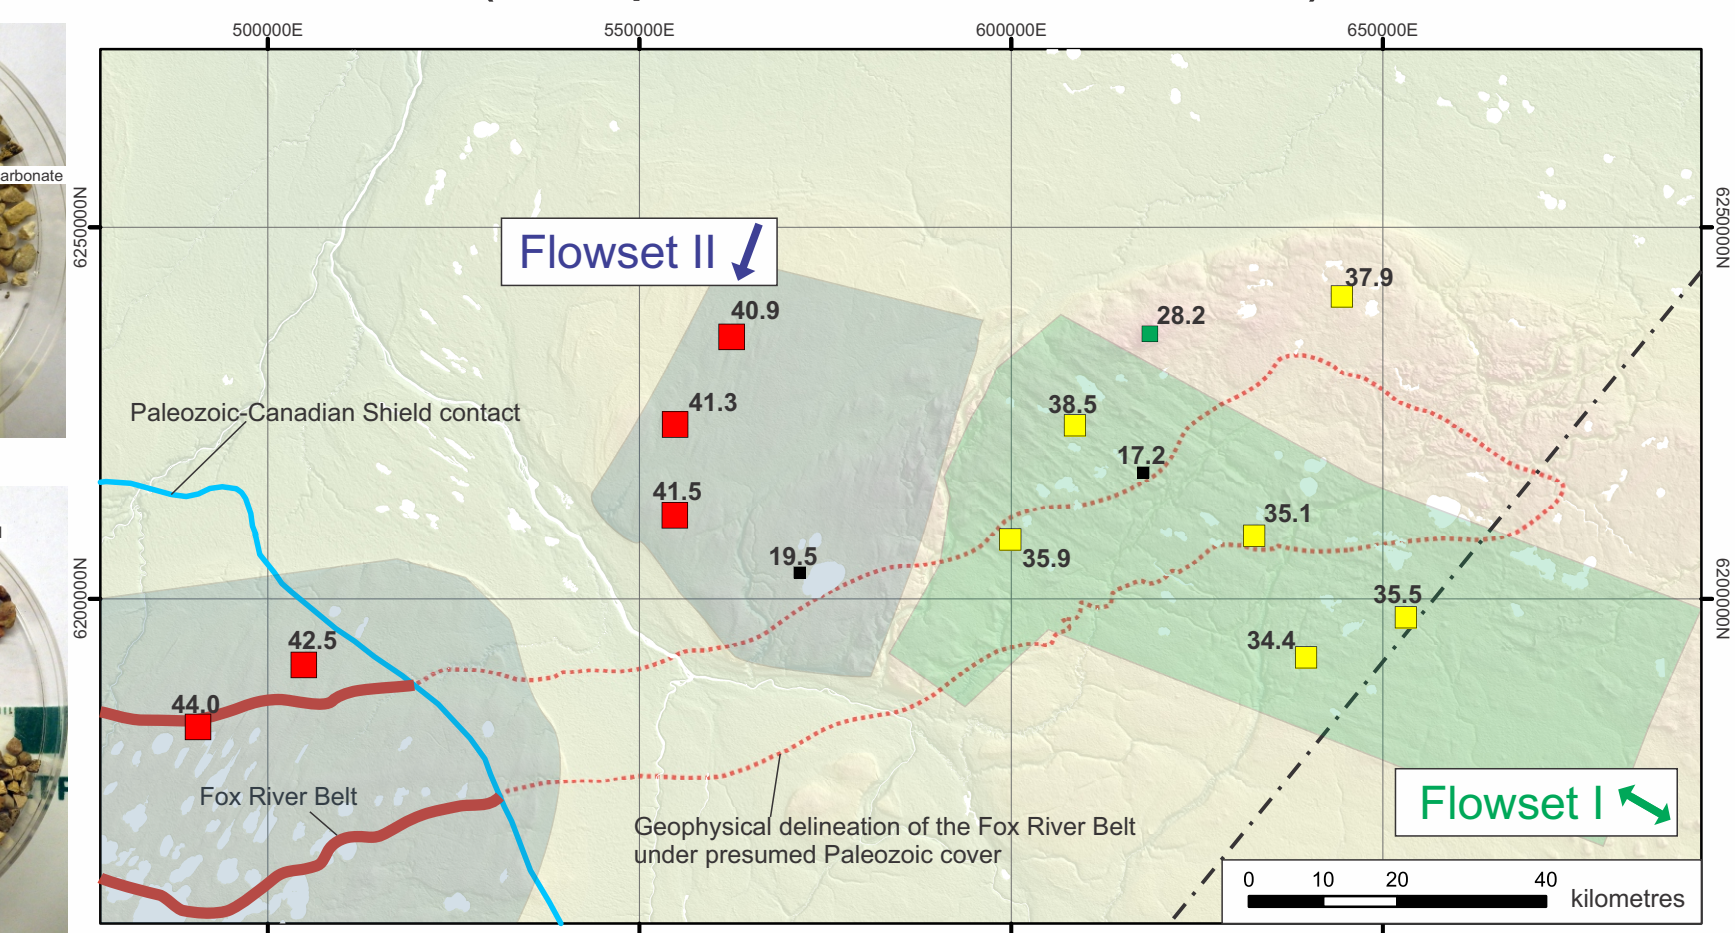 500000E
550000E
600000E
650000E
arbonate
6250000N
6250000N
Flowset II
37.9
40.9
28.2
41.3
38.5
Paleozoic-Canadian Shield contact
17.2
41.5
35.1
19.5
35.9
6200000N
6200000N
35.5
42.5
34.4
44.0
Fox River Belt
Flowset I
Geophysical delineation of the Fox River Belt
under presumed Paleozoic cover
0 10 20 40
kilometres